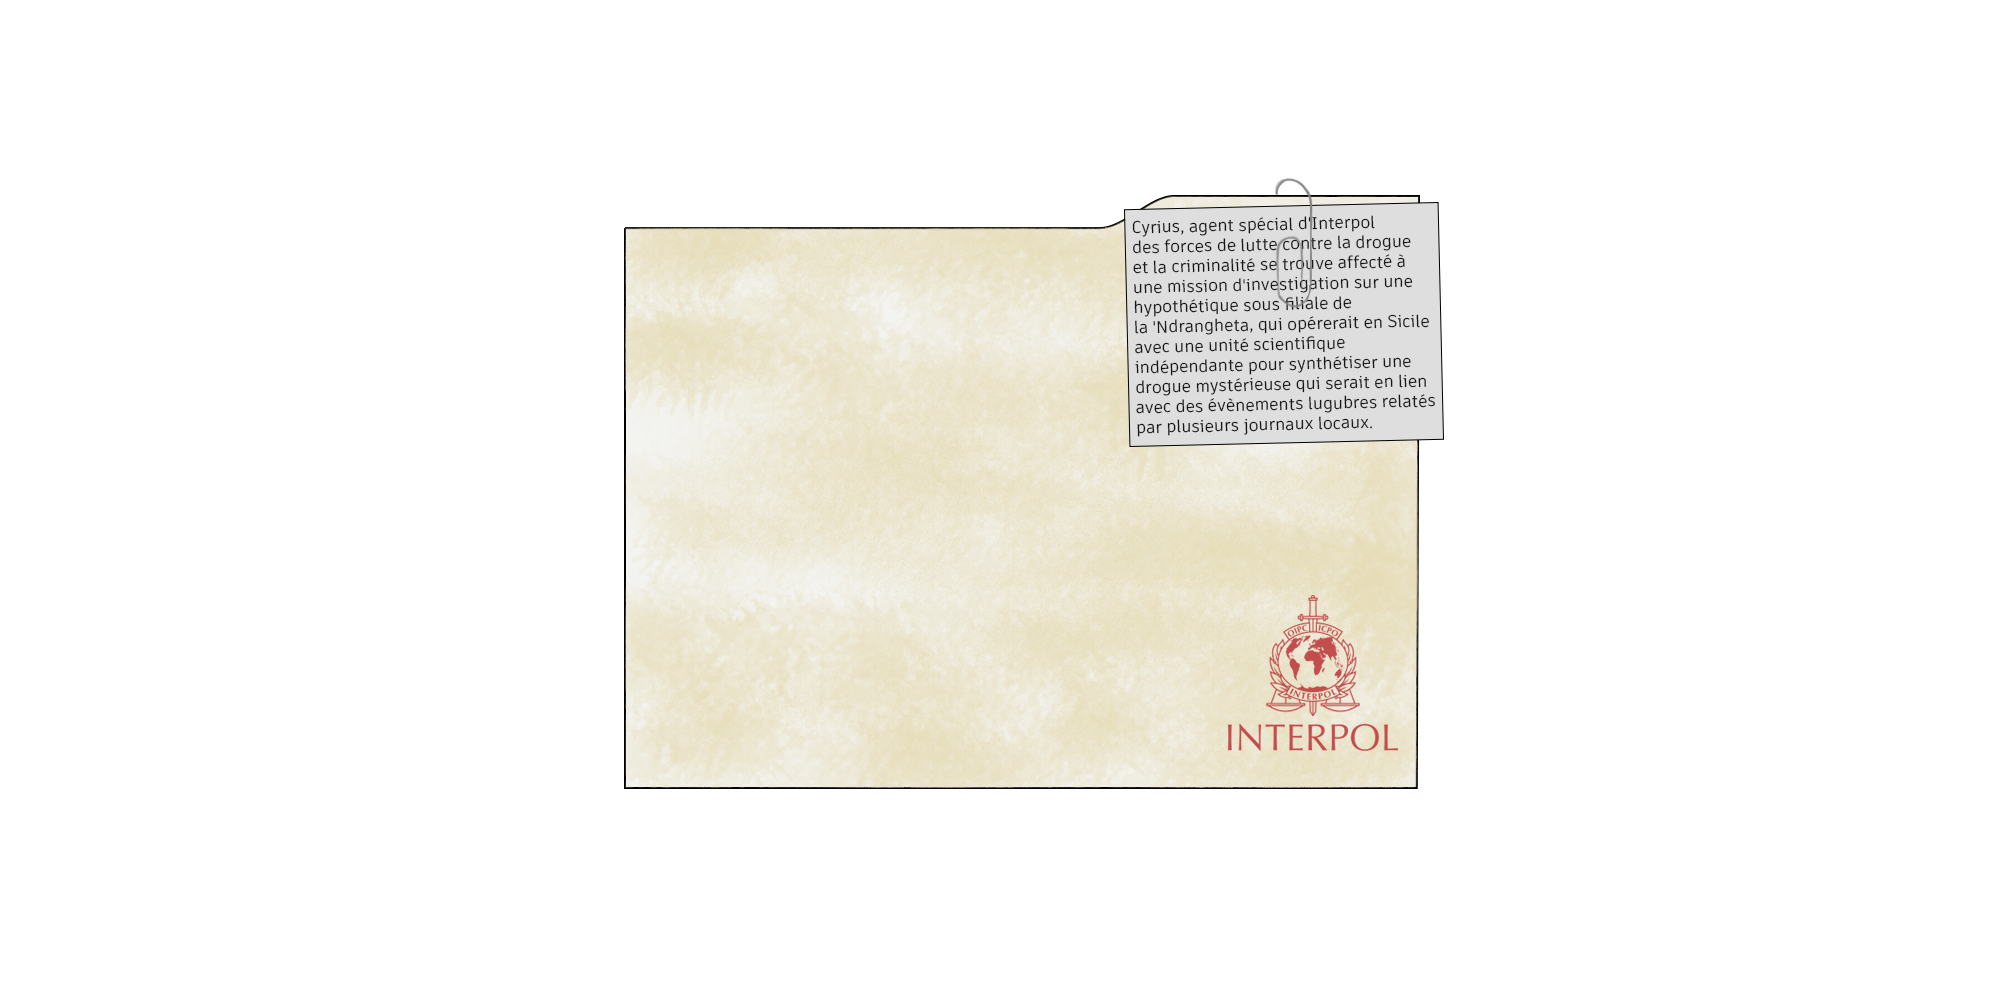 Cyrius, agent spécial d'Interpol
des forces de lutte contre la drogue
et la criminalité se trouve affecté à
une mission d'investigation sur une
hypothétique sous filiale de
la 'Ndrangheta, qui opérerait en Sicile
avec une unité scientifique
indépendante pour synthétiser une
drogue mystérieuse qui serait en lien
avec des évènements lugubres relatés
par plusieurs journaux locaux.
OIPC ICPO
INTERPOL
INTERPOL